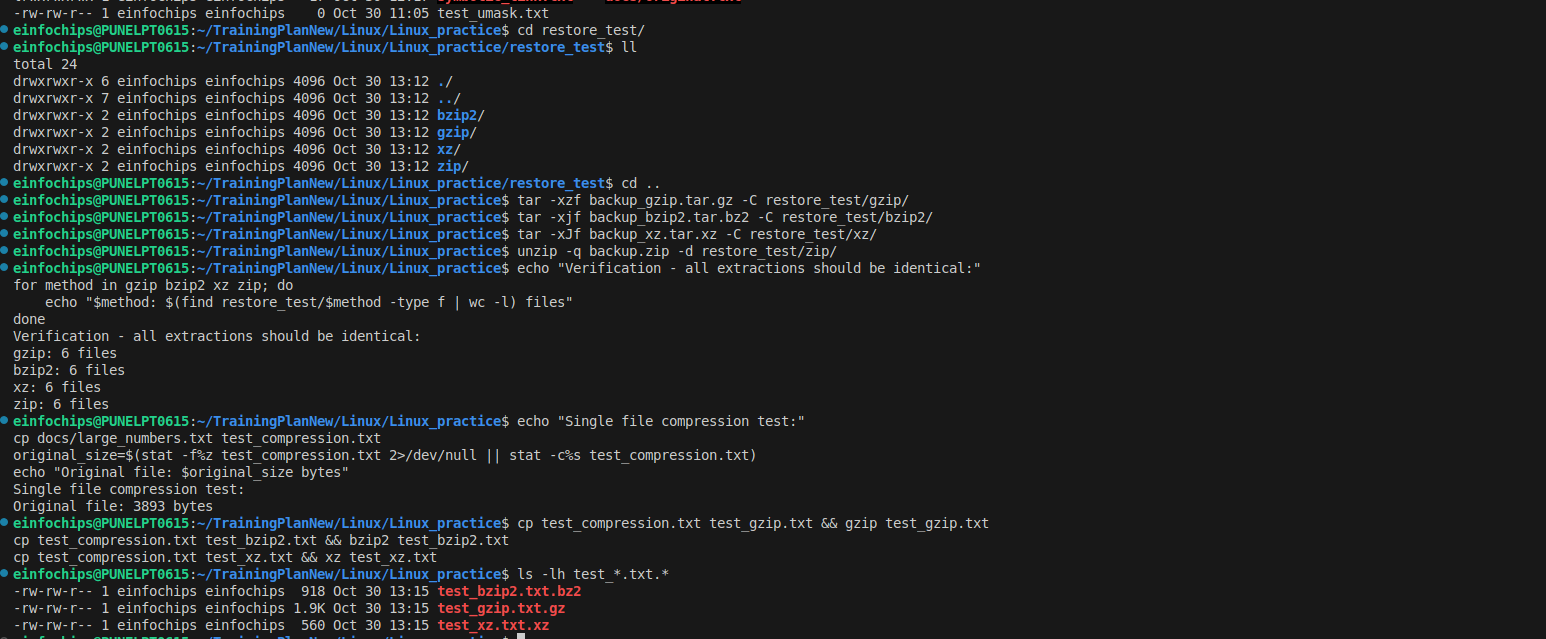 -rw-rw-r-- 1 einfochips einfochips    0 Oct 30 11:05 test_umask.txt
einfochips@PUNELPT0615:~/TrainingPlanNew/Linux/Linux_practice$ cd restore_test/
einfochips@PUNELPT0615:~/TrainingPlanNew/Linux/Linux_practice/restore_test$ ll
total 24
drwxrwxr-x 6 einfochips einfochips 4096 Oct 30 13:12 ./
drwxrwxr-x 7 einfochips einfochips 4096 Oct 30 13:12 ../
drwxrwxr-x 2 einfochips einfochips 4096 Oct 30 13:12 bzip2/
drwxrwxr-x 2 einfochips einfochips 4096 Oct 30 13:12 gzip/
drwxrwxr-x 2 einfochips einfochips 4096 Oct 30 13:12 xz/
drwxrwxr-x 2 einfochips einfochips 4096 Oct 30 13:12 zip/
einfochips@PUNELPT0615:~/TrainingPlanNew/Linux/Linux_practice/restore_test$ cd ..
einfochips@PUNELPT0615:~/TrainingPlanNew/Linux/Linux_practice$ tar -xzf backup_gzip.tar.gz -C restore_test/gzip/
einfochips@PUNELPT0615:~/TrainingPlanNew/Linux/Linux_practice$ tar -xjf backup_bzip2.tar.bz2 -C restore_test/bzip2/
einfochips@PUNELPT0615:~/TrainingPlanNew/Linux/Linux_practice$ tar -xJf backup_xz.tar.xz -C restore_test/xz/
einfochips@PUNELPT0615:~/TrainingPlanNew/Linux/Linux_practice$ unzip -q backup.zip -d restore_test/zip/
einfochips@PUNELPT0615:~/TrainingPlanNew/Linux/Linux_practice$ echo "Verification - all extractions should be identical:"
for method in gzip bzip2 xz zip; do
    echo "$method: $(find restore_test/$method -type f | wc -l) files"
done
Verification - all extractions should be identical:
gzip: 6 files
bzip2: 6 files
xz: 6 files
zip: 6 files
einfochips@PUNELPT0615:~/TrainingPlanNew/Linux/Linux_practice$ echo "Single file compression test:"
cp docs/large_numbers.txt test_compression.txt
original_size=$(stat -f%z test_compression.txt 2>/dev/null || stat -c%s test_compression.txt)
echo "Original file: $original_size bytes"
Single file compression test:
Original file: 3893 bytes
einfochips@PUNELPT0615:~/TrainingPlanNew/Linux/Linux_practice$ cp test_compression.txt test_gzip.txt && gzip test_gzip.txt
cp test_compression.txt test_bzip2.txt && bzip2 test_bzip2.txt
cp test_compression.txt test_xz.txt && xz test_xz.txt
einfochips@PUNELPT0615:~/TrainingPlanNew/Linux/Linux_practice$ ls -lh test_*.txt.*
-rw-rw-r-- 1 einfochips einfochips  918 Oct 30 13:15 test_bzip2.txt.bz2
-rw-rw-r-- 1 einfochips einfochips 1.9K Oct 30 13:15 test_gzip.txt.gz
-rw-rw-r-- 1 einfochips einfochips  560 Oct 30 13:15 test_xz.txt.xz